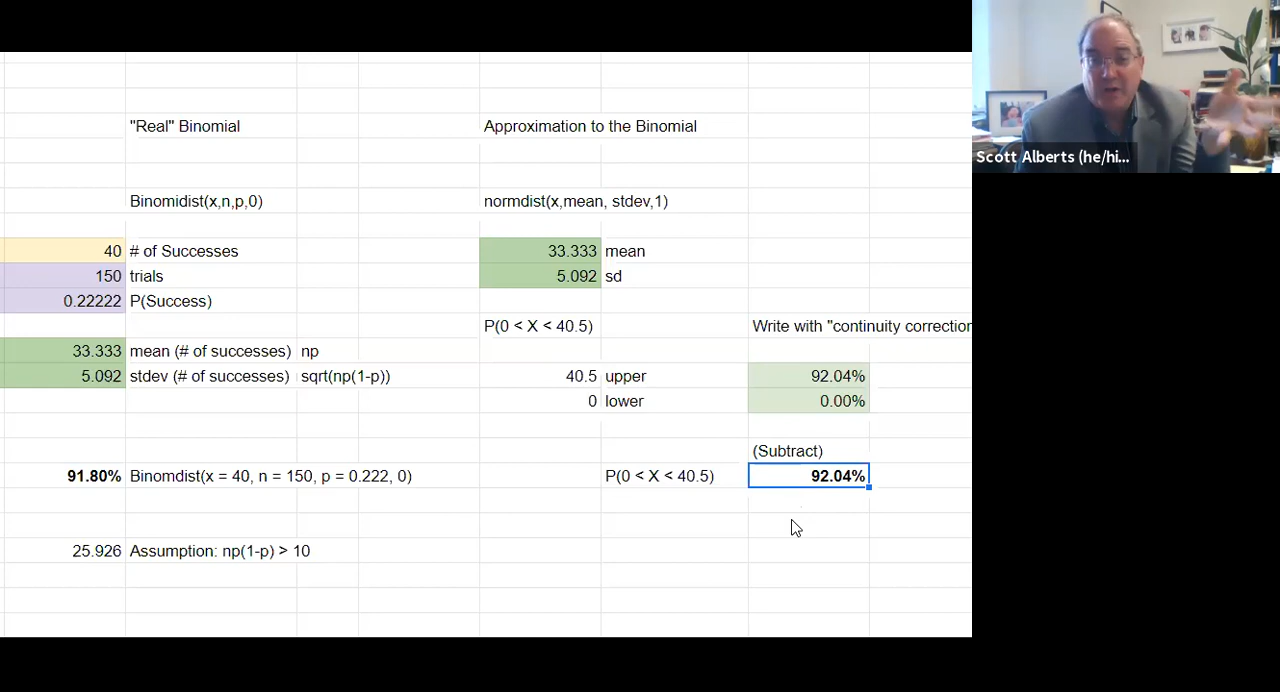 "Real" Binomial Approximation to the Binomial
Binomidist(x,n,p,0) normdist(x,mean, stdev,1)
40 # of Successes 33.333 mean
150 trials 5.092 sd
0.22222 P(Success)
P(0 < X < 40.5) Write with "continuity correction
33.333 mean (# of successes) np
5.092 stdev (# of successes) sqrt(np(1-p)) 40.5 upper 92.04%
0 lower 0.00%
(Subtract)
91.80% Binomdist(x = 40, n = 150, p = 0.222, 0) P(0 < X < 40.5) 92.04%
25.926 Assumption: np(1-p) > 10
Scott Alberts (he/hi...